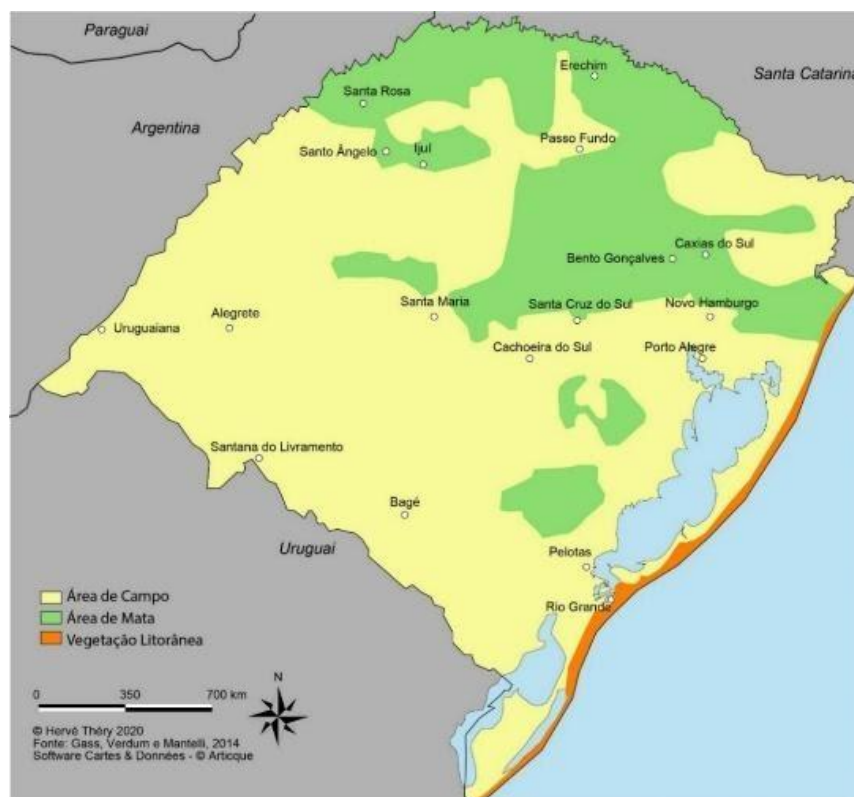 Paraguai
Erechim
Santa Catarina
Santa Rosa
Argentina
Passo Fundo
Santo Ângelo
Ijuí
Caxias do Sul
Bento Gonçalves
Santa Maria
Santa Cruz do Sul
Novo Hamburgo
Uruguaiana
Alegrete
Cachoeira do Sul
Porto Alegre
Santana do Livramento
Bagé
Uruguai
Pelotas
Rio Grande
Área de Campo
Área de Mata
Vegetação Litorânea
N
0 350 700 km
© Hervé Théry 2020
Fonte: Gass, Verdum e Mantelli, 2014
Software Cartes & Données - © Articque